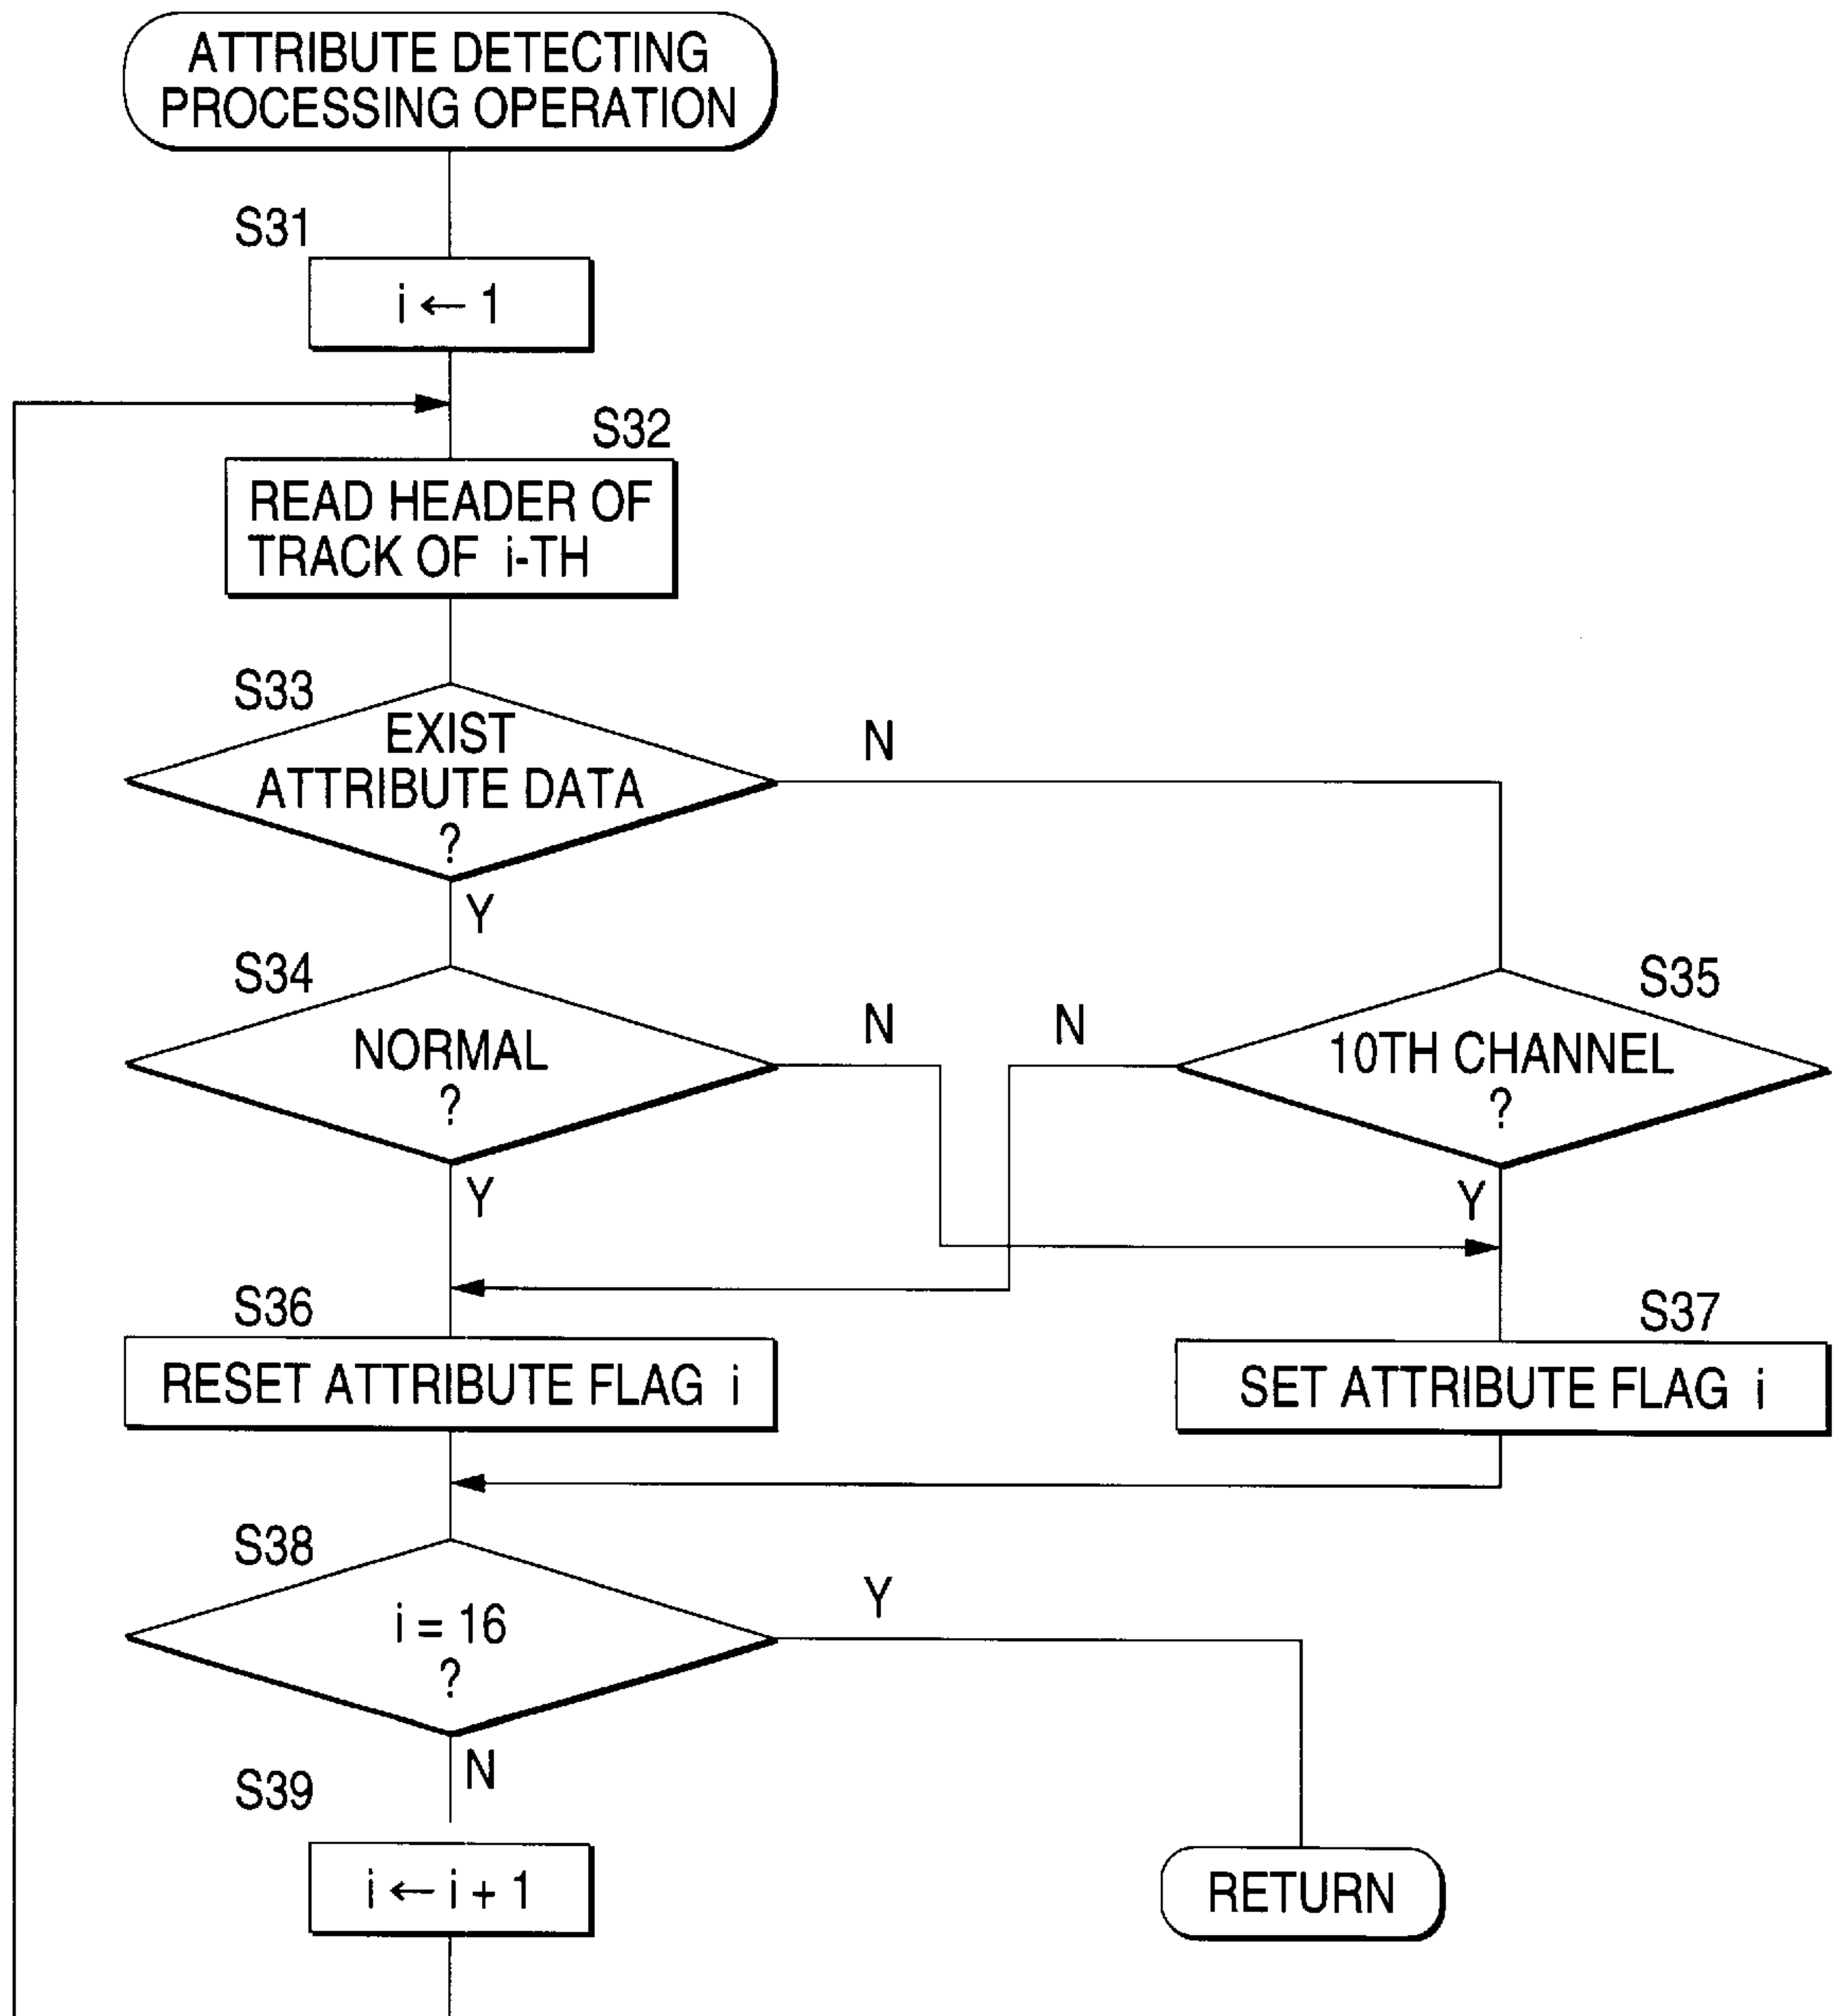 ATTRIBUTE DETECTING
PROCESSING OPERATION
S31
i ← 1
S32
READ HEADER OF
TRACK OF i-TH
S33
EXIST
ATTRIBUTE DATA
?
N
Y
S34
NORMAL
?
N
Y
S35
10TH CHANNEL
?
N
Y
S36
RESET ATTRIBUTE FLAG i
S37
SET ATTRIBUTE FLAG i
S38
i = 16
?
Y
N
S39
i ← i + 1
RETURN